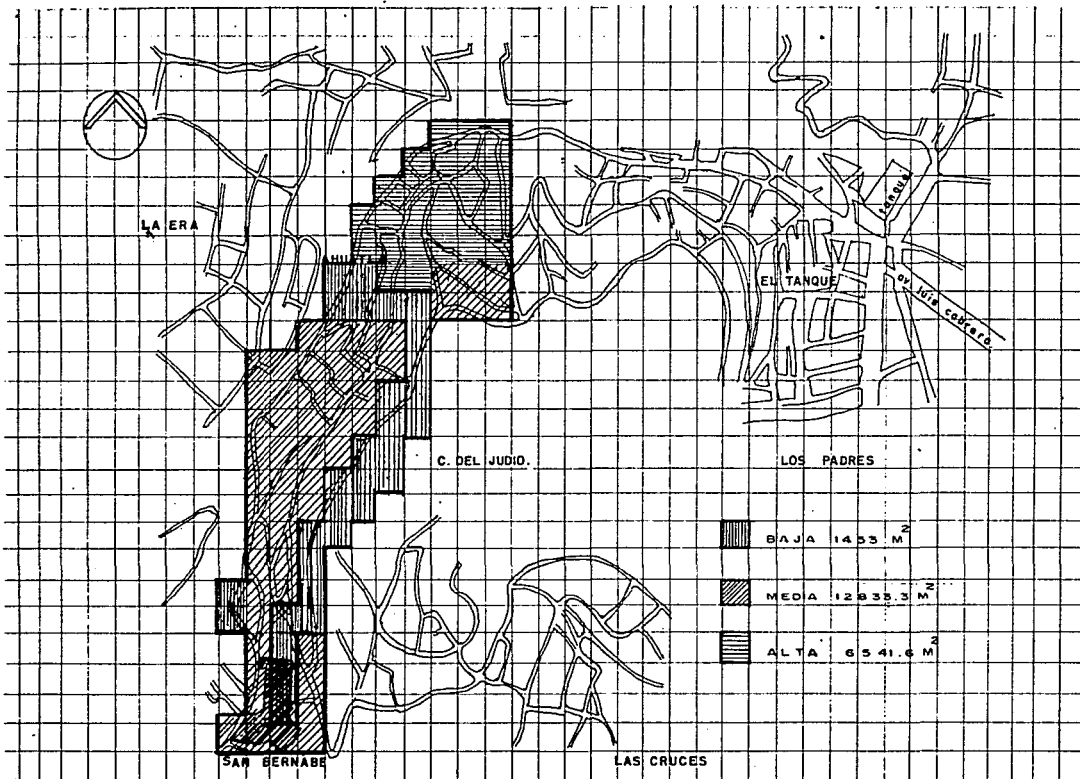 LA ERA
PARQUE
EL TANQUE
av. luis cabrera
C. DEL JUDIO.
LOS PADRES
BAJA 1453 M2
MEDIA 12833.3 M2
ALTA 6541.6 M2
SAN BERNABE
LAS CRUCES